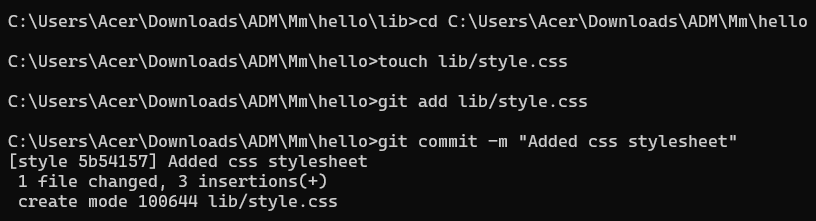 C:\Users\Acer\Downloads\ADM\Mm\hello\lib>cd C:\Users\Acer\Downloads\ADM\Mm\hello
C:\Users\Acer\Downloads\ADM\Mm\hello>touch lib/style.css
C:\Users\Acer\Downloads\ADM\Mm\hello>git add lib/style.css
C:\Users\Acer\Downloads\ADM\Mm\hello>git commit -m "Added css stylesheet"
[style 5b54157] Added css stylesheet
 1 file changed, 3 insertions(+)
 create mode 100644 lib/style.css